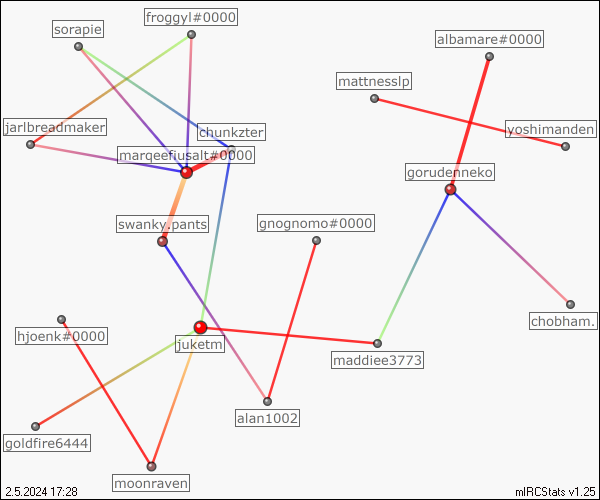 froggyl#0000
sorapie
albamare#0000
mattnesslp
jarlbreadmaker
chunkzter
yoshimanden
marqeefiusalt#0000
gorudenneko
swanky.pants
gnognomo#0000
chobham.
hjoenk#0000
juketm
maddiee3773
alan1002
goldfire6444
moonraven
2.5.2024 17:28
mIRCStats v1.25